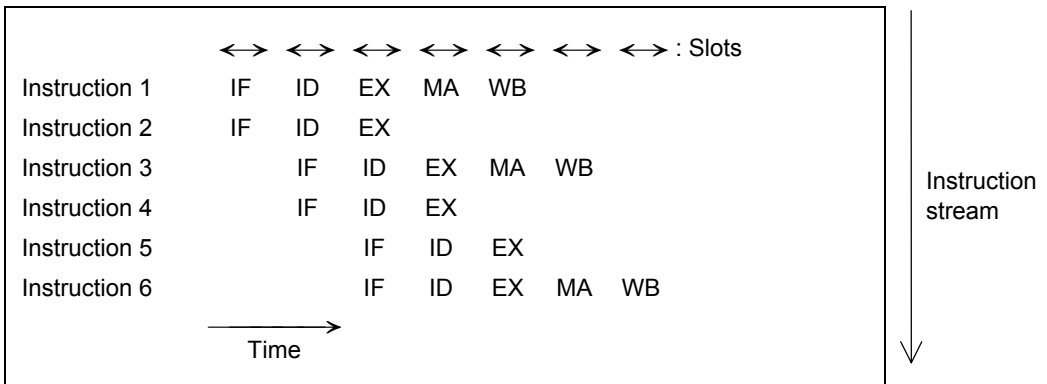 : Slots
Instruction 1 IF ID EX MA WB
Instruction 2 IF ID EX
Instruction 3 IF ID EX MA WB
Instruction 4 IF ID EX
Instruction 5 IF ID EX
Instruction 6 IF ID EX MA WB
Time
Instruction
stream